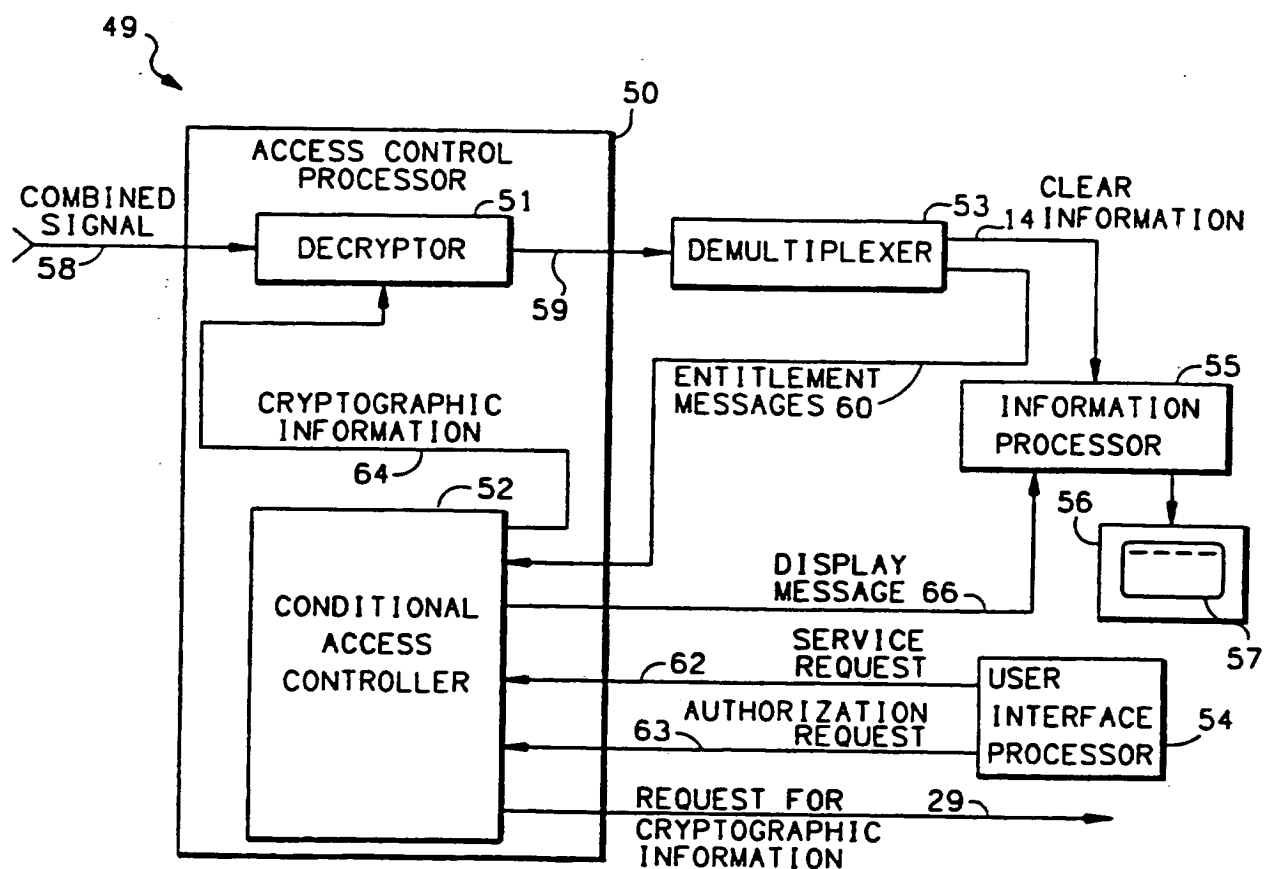 49
50
ACCESS CONTROL
PROCESSOR
COMBINED
SIGNAL
58
51
DECRYPTOR
59
53
DEMULTIPLEXER
CLEAR
14 INFORMATION
ENTITLEMENT
MESSAGES 60
55
INFORMATION
PROCESSOR
CRYPTOGRAPHIC
INFORMATION
64
52
56
57
CONDITIONAL
ACCESS
CONTROLLER
DISPLAY
MESSAGE 66
SERVICE
REQUEST
62
AUTHORIZATION
REQUEST
63
USER
INTERFACE
PROCESSOR
54
REQUEST FOR
CRYPTOGRAPHIC
INFORMATION
29